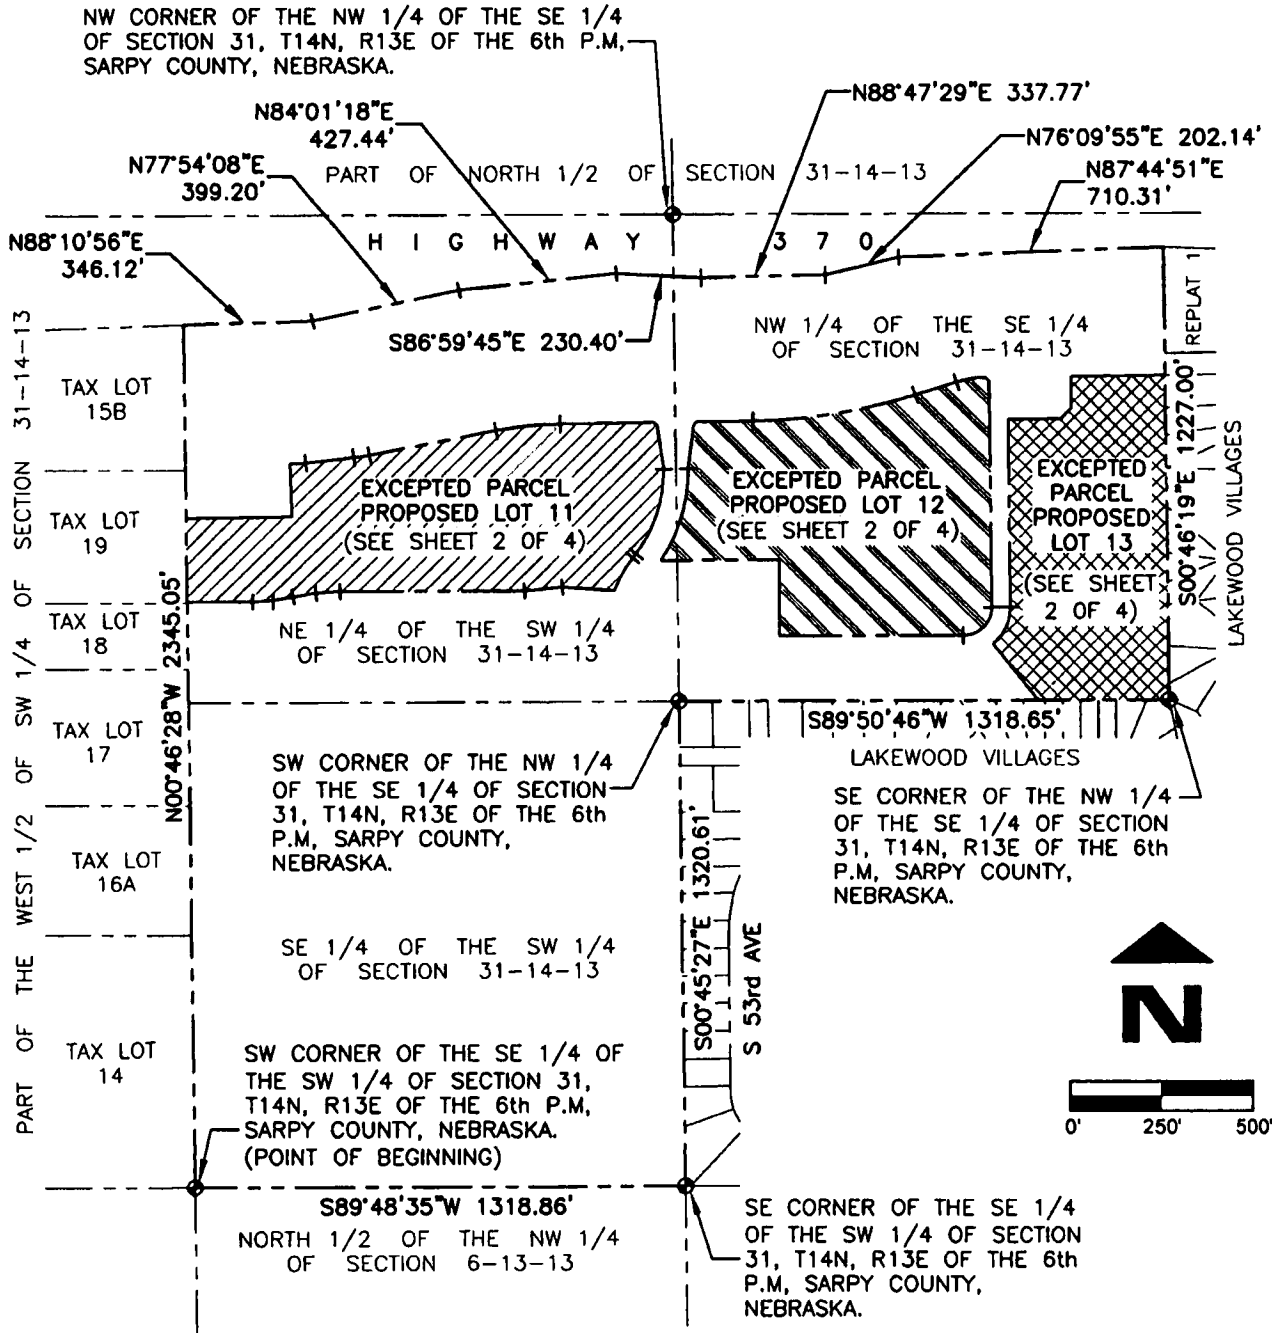 NW CORNER OF THE NW 1/4 OF THE SE 1/4
OF SECTION 31, T14N, R13E OF THE 6th P.M,
SARPY COUNTY, NEBRASKA.
N84°01'18"E
427.44'
N88°47'29"E 337.77'
N76°09'55"E 202.14'
N77°54'08"E
399.20'
PART OF NORTH 1/2 OF SECTION 31-14-13
N87°44'51"E
710.31'
N88°10'56"E
346.12'
HIGHWAY 370
S86°59'45"E 230.40'
NW 1/4 OF THE SE 1/4
OF SECTION 31-14-13
REPLAT 1
PART OF THE WEST 1/2 OF SW 1/4 OF SECTION 31-14-13
TAX LOT
15B
TAX LOT
19
TAX LOT
18
TAX LOT
17
TAX LOT
16A
TAX LOT
14
EXCEPTED PARCEL
PROPOSED LOT 11
(SEE SHEET 2 OF 4)
EXCEPTED PARCEL
PROPOSED LOT 12
(SEE SHEET 2 OF 4)
EXCEPTED
PARCEL
PROPOSED
LOT 13
(SEE SHEET
2 OF 4)
S00°46'19"E 1227.00'
LAKEWOOD VILLAGES
N00°46'28"W 2345.05'
NE 1/4 OF THE SW 1/4
OF SECTION 31-14-13
S89°50'46"W 1318.65'
LAKEWOOD VILLAGES
SW CORNER OF THE NW 1/4
OF THE SE 1/4 OF SECTION
31, T14N, R13E OF THE 6th
P.M, SARPY COUNTY,
NEBRASKA.
SE CORNER OF THE NW 1/4
OF THE SE 1/4 OF SECTION
31, T14N, R13E OF THE 6th
P.M, SARPY COUNTY,
NEBRASKA.
S00°45'27"E 1320.61'
S 53rd AVE
SE 1/4 OF THE SW 1/4
OF SECTION 31-14-13
N
0' 250' 500'
SW CORNER OF THE SE 1/4 OF
THE SW 1/4 OF SECTION 31,
T14N, R13E OF THE 6th P.M,
SARPY COUNTY, NEBRASKA.
(POINT OF BEGINNING)
S89°48'35"W 1318.86'
NORTH 1/2 OF THE NW 1/4
OF SECTION 6-13-13
SE CORNER OF THE SE 1/4
OF THE SW 1/4 OF SECTION
31, T14N, R13E OF THE 6th
P.M, SARPY COUNTY,
NEBRASKA.